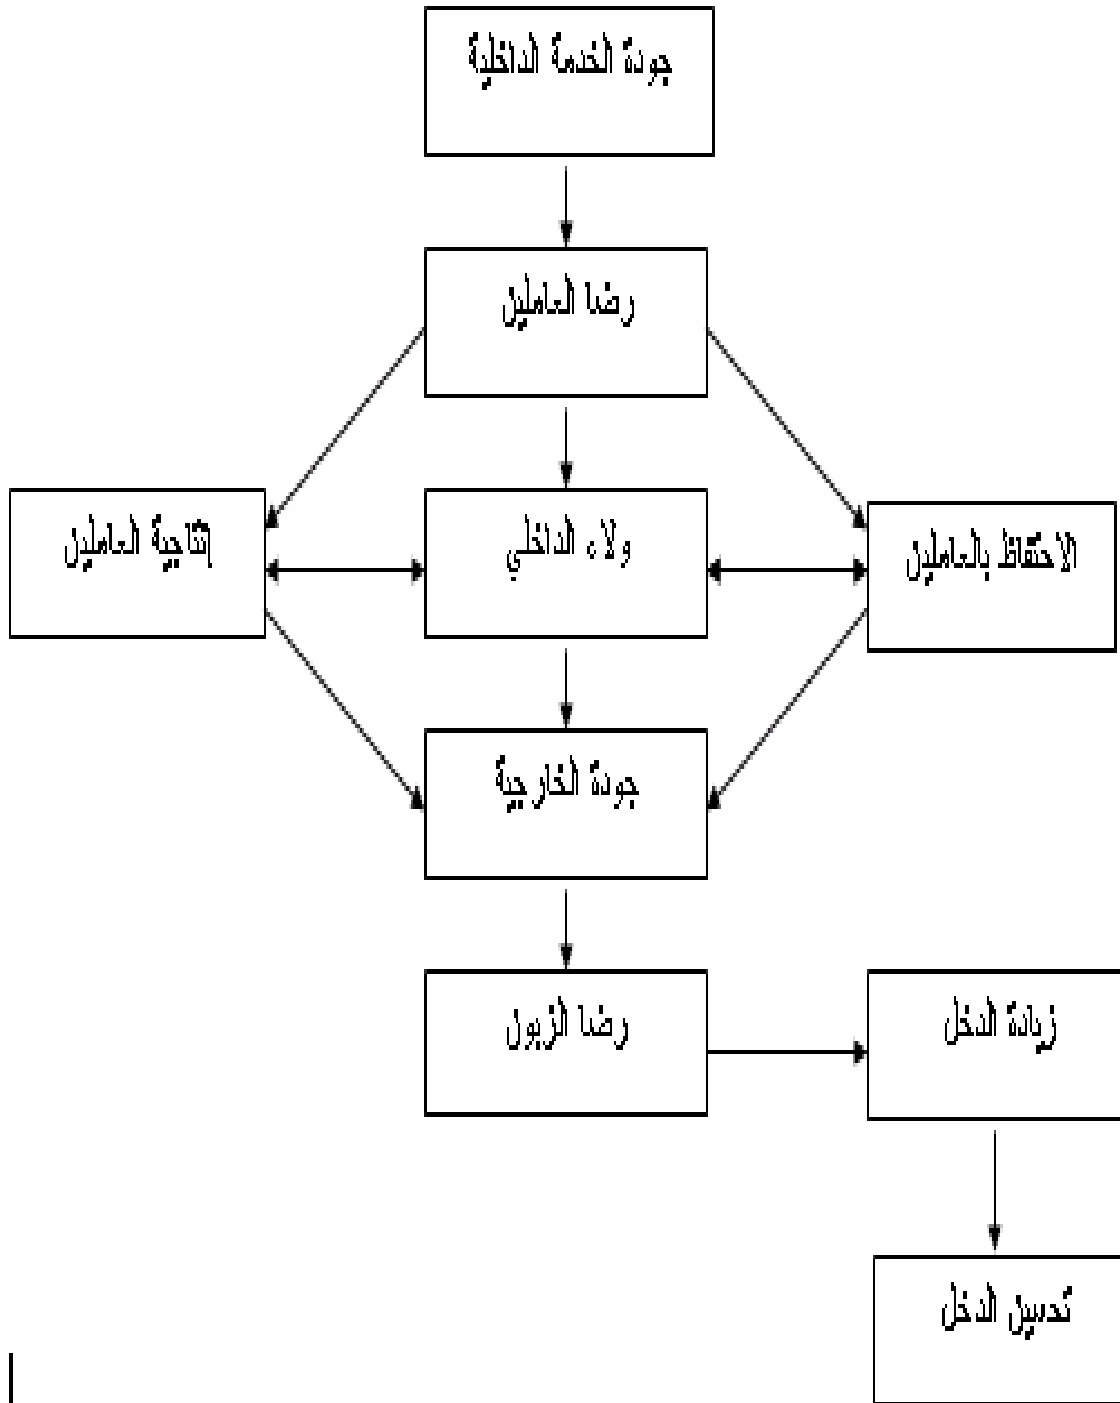 جودة الخدمة الداخلية
رضا العاملين
الاحتفاظ بالعاملين
ولاء الداخلي
إنتاجية العاملين
جودة الخارجية
رضا الزبون
زيادة الدخل
تحسين الدخل